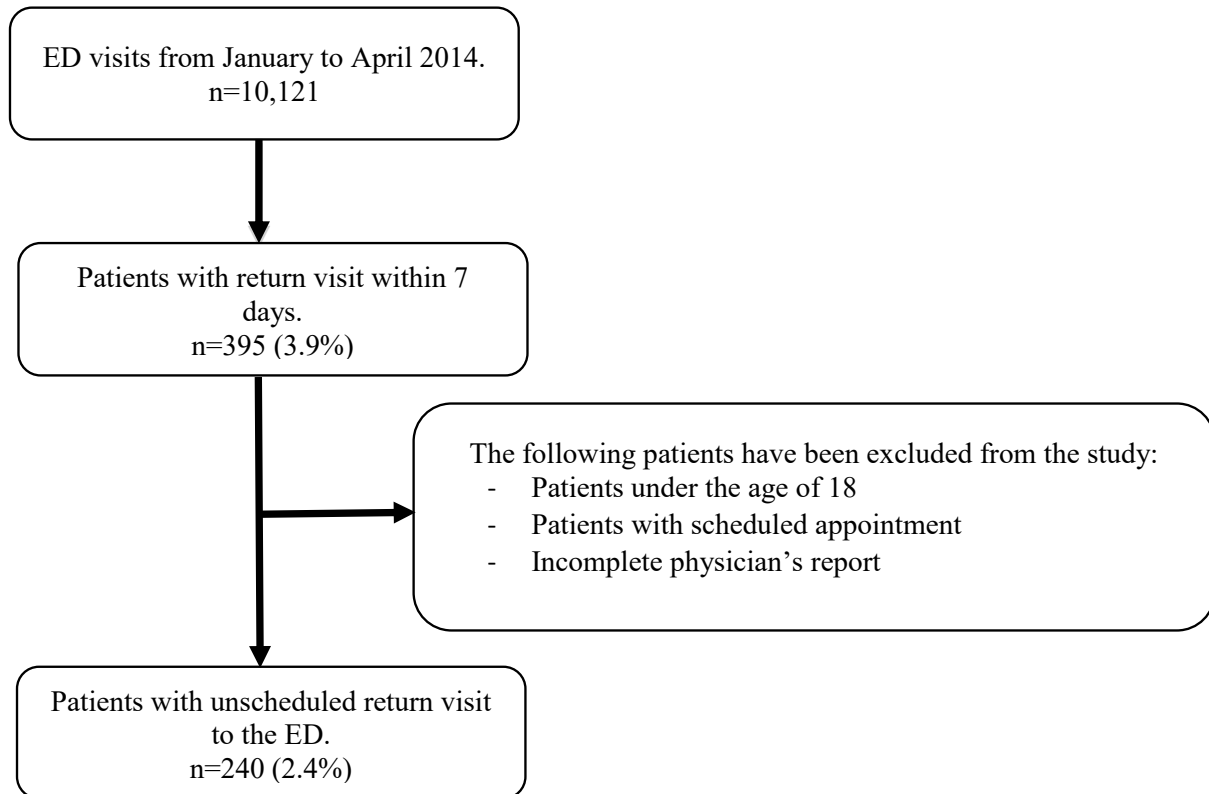 ED visits from January to April 2014.
n=10,121
Patients with return visit within 7
days.
n=395 (3.9%)
The following patients have been excluded from the study:
- Patients under the age of 18
- Patients with scheduled appointment
- Incomplete physician’s report
Patients with unscheduled return visit
to the ED.
n=240 (2.4%)